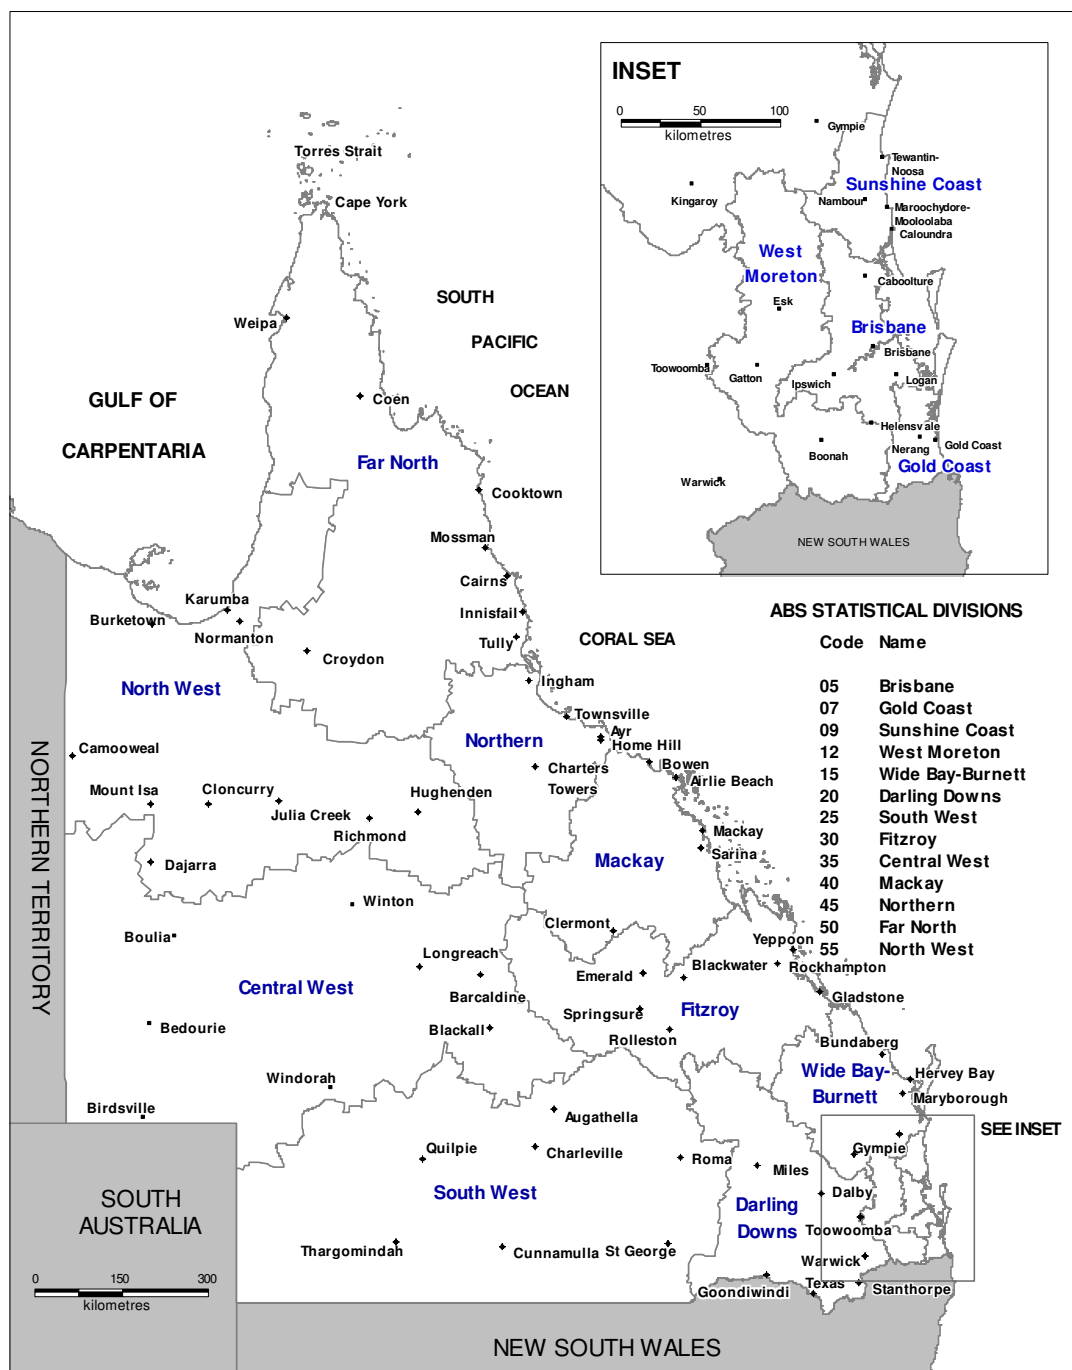 INSET
0 50 100
kilometres
Gympie
Tewantin-
Noosa
Sunshine Coast
Kingaroy
Nambour
Maroochydore-
Mooloolaba
Caloundra
West
Moreton
Caboolture
Esk
Brisbane
Brisbane
Toowoomba
Gatton
Ipswich
Logan
Helensvale
Nerang
Gold Coast
Boonah
Gold Coast
Warwick
NEW SOUTH WALES
Torres Strait
Cape York
SOUTH
PACIFIC
OCEAN
Weipa
GULF OF
CARPENTARIA
Coen
Far North
Cooktown
Mossman
Cairns
Karumba
Burketown
Normanton
Innisfail
Tully
CORAL SEA
Croydon
North West
Ingham
Townsville
Ayr
Home Hill
Northern
Camooweal
Charters
Towers
Bowen
Airlie Beach
Mount Isa
Cloncurry
Julia Creek
Hughenden
Richmond
Mackay
Sarina
Mackay
Dajarra
Winton
Clermont
Boulia
Yeppoon
Longreach
Emerald
Blackwater
Rockhampton
Central West
Barcaldine
Gladstone
Springsure
Fitzroy
Bedourie
Blackall
Rolleston
Bundaberg
Windorah
Wide Bay-
Burnett
Hervey Bay
Maryborough
Birdsville
Augathella
SEE INSET
Quilpie
Charleville
Roma
Gympie
Miles
South West
Darling
Downs
Dalby
Toowoomba
Thargomindah
Cunnamulla
St George
Warwick
Goondiwindi
Texas
Stanthorpe
NORTHERN TERRITORY
SOUTH
AUSTRALIA
0 150 300
kilometres
NEW SOUTH WALES
ABS STATISTICAL DIVISIONS
Code Name
05 Brisbane
07 Gold Coast
09 Sunshine Coast
12 West Moreton
15 Wide Bay-Burnett
20 Darling Downs
25 South West
30 Fitzroy
35 Central West
40 Mackay
45 Northern
50 Far North
55 North West